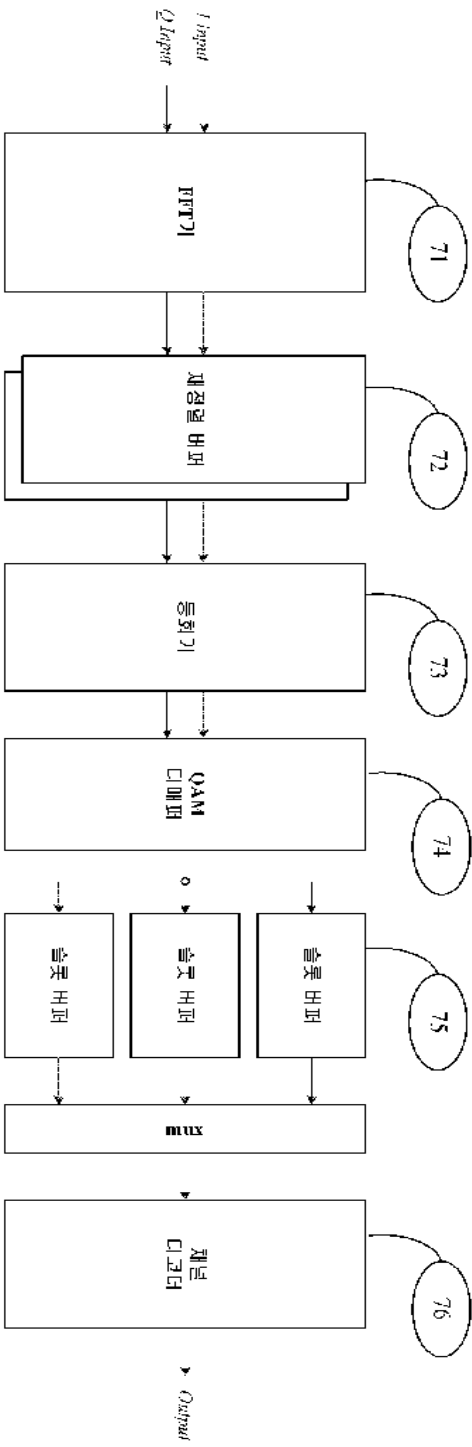 I input
Q Input
FFT기
71
재정렬 버퍼
72
등화기
73
QAM
디매퍼
74
슬롯 버퍼
슬롯 버퍼
슬롯 버퍼
75
mux
채널
디코더
76
Output